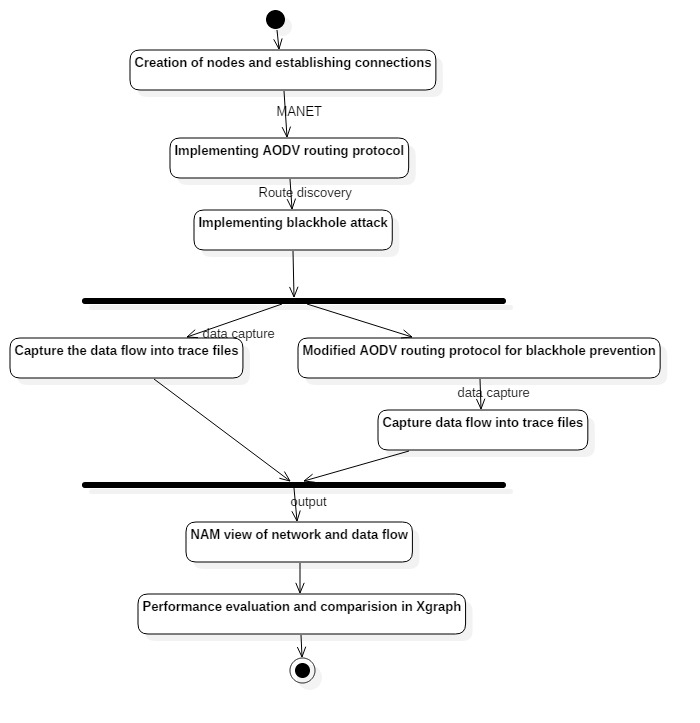 Creation of nodes and establishing connections
MANET
Implementing AODV routing protocol
Route discovery
Implementing blackhole attack
data capture
Capture the data flow into trace files
Modified AODV routing protocol for blackhole prevention
data capture
Capture data flow into trace files
output
NAM view of network and data flow
Performance evaluation and comparision in Xgraph